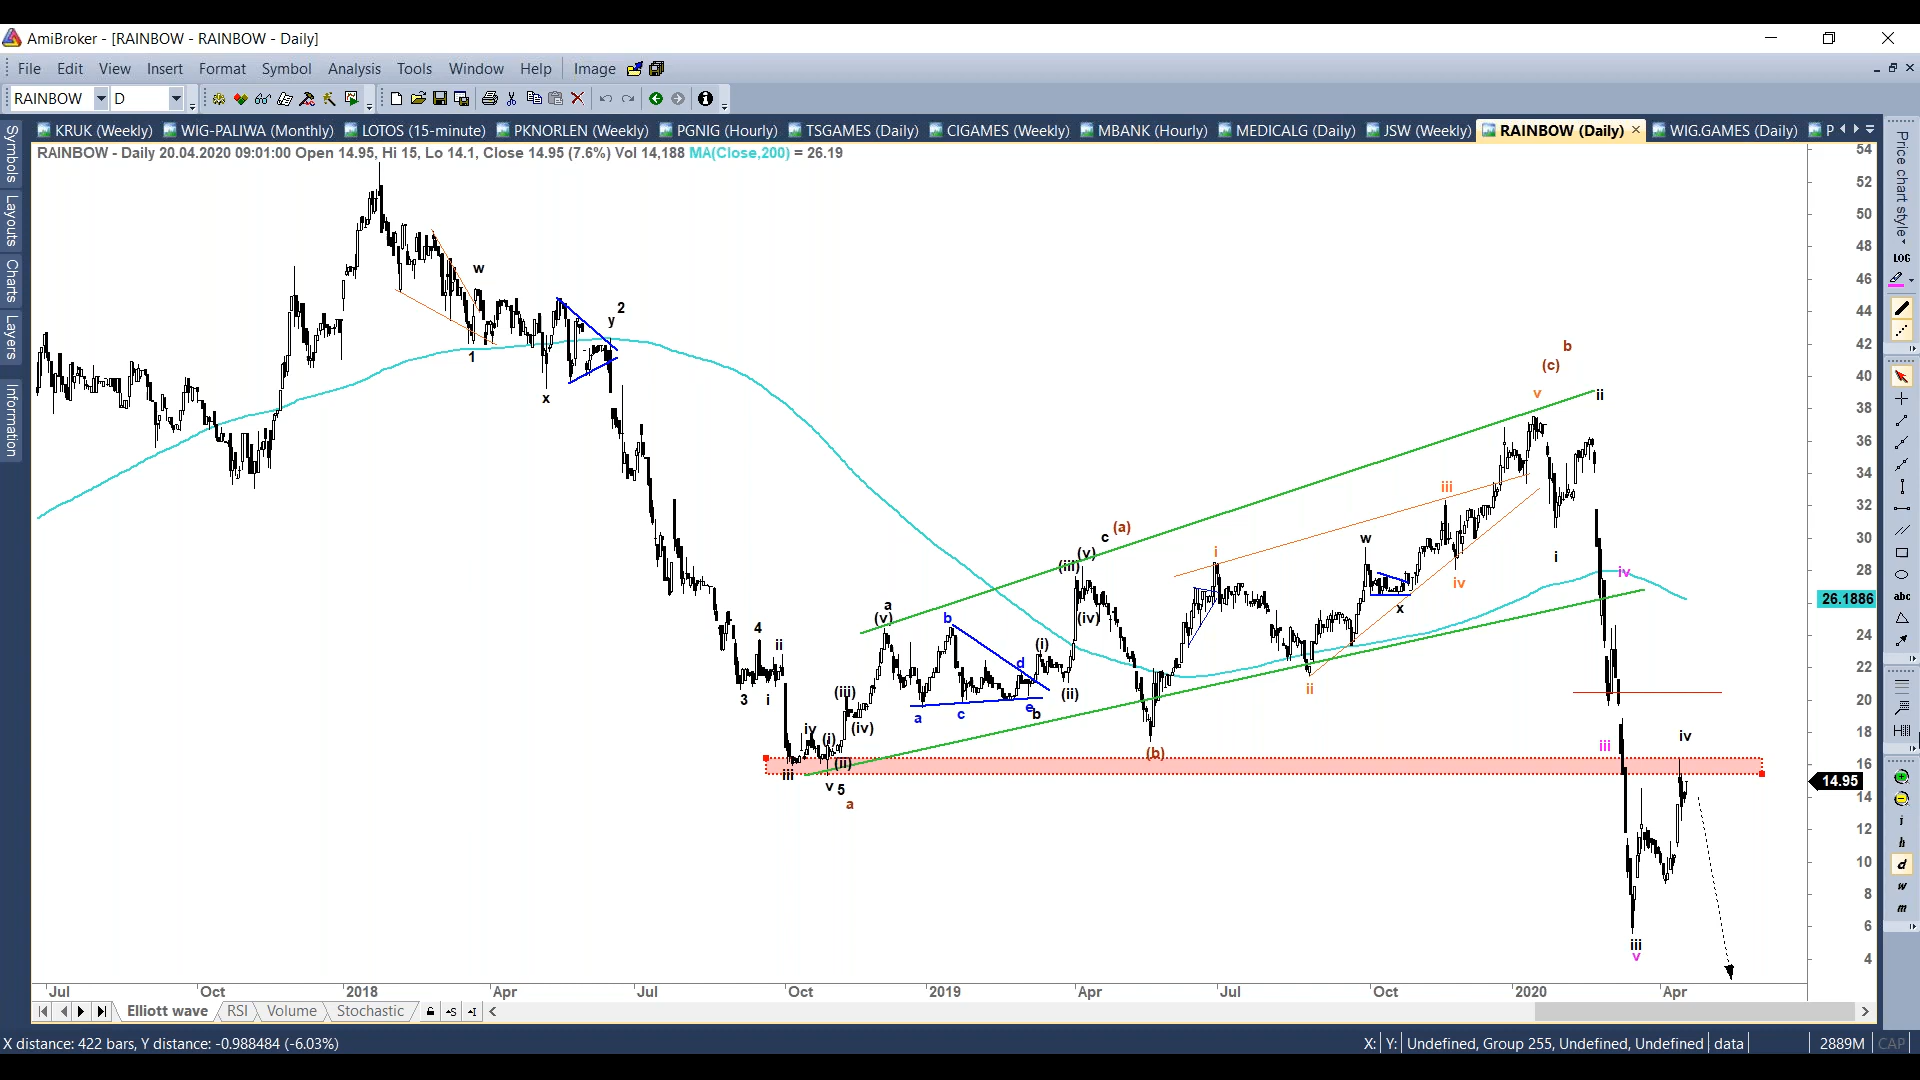 AmiBroker - [RAINBOW - RAINBOW - Daily]
File Edit View Insert Format Symbol Analysis Tools Window Help Image
RAINBOW D
KRUK (Weekly) WIG-PALIWA (Monthly) LOTOS (15-minute) PKNORLEN (Weekly) PGNIG (Hourly) TSGAMES (Daily) CIGAMES (Weekly) MBANK (Hourly) MEDICALG (Daily) JSW (Weekly) RAINBOW (Daily) WIG.GAMES (Daily) P
RAINBOW - Daily 20.04.2020 09:01:00 Open 14.95, Hi 15, Lo 14.1, Close 14.95 (7.6%) Vol 14,188 MA(Close,200) = 26.19
Symbols
Layouts
Charts
Layers
Information
Price chart style
LOG
abc
i
h
d
w
m
54
52
50
48
46
44
42
40
38
36
34
32
30
28
26.1886
24
22
20
18
16
14.95
14
12
10
8
6
4
w
1
x
y
2
3
4
i
ii
iii
iv
v 5
a
(i)
(ii)
(iii)
(iv)
(v)
a
a
b
c
d
e
b
(i)
(ii)
(iii)
(iv)
(v)
c
(a)
(b)
i
ii
w
x
iii
iv
v
(c)
b
i
ii
iii
iv
iii
v
iv
Jul Oct 2018 Apr Jul Oct 2019 Apr Jul Oct 2020 Apr
Elliott wave RSI Volume Stochastic
X distance: 422 bars, Y distance: -0.988484 (-6.03%) X: Y: Undefined, Group 255, Undefined, Undefined, Undefined data 2889M CAP